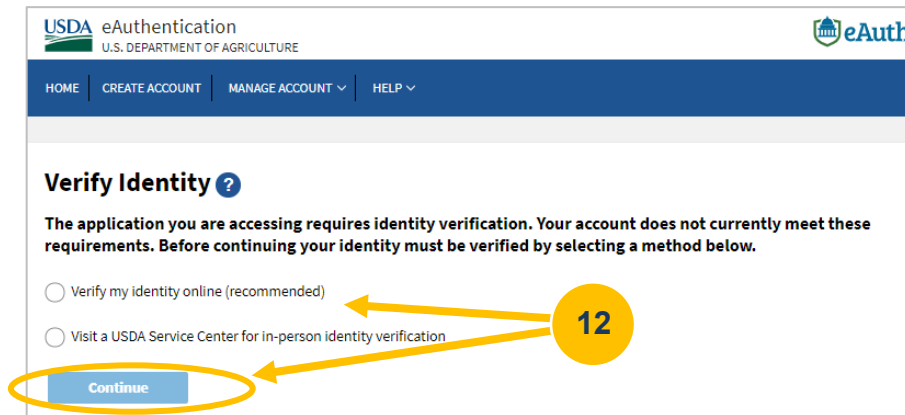 USDA eAuthentication
U.S. DEPARTMENT OF AGRICULTURE
eAuth
HOME CREATE ACCOUNT MANAGE ACCOUNT HELP
Verify Identity ?
The application you are accessing requires identity verification. Your account does not currently meet these
requirements. Before continuing your identity must be verified by selecting a method below.
Verify my identity online (recommended)
12
Visit a USDA Service Center for in-person identity verification
Continue